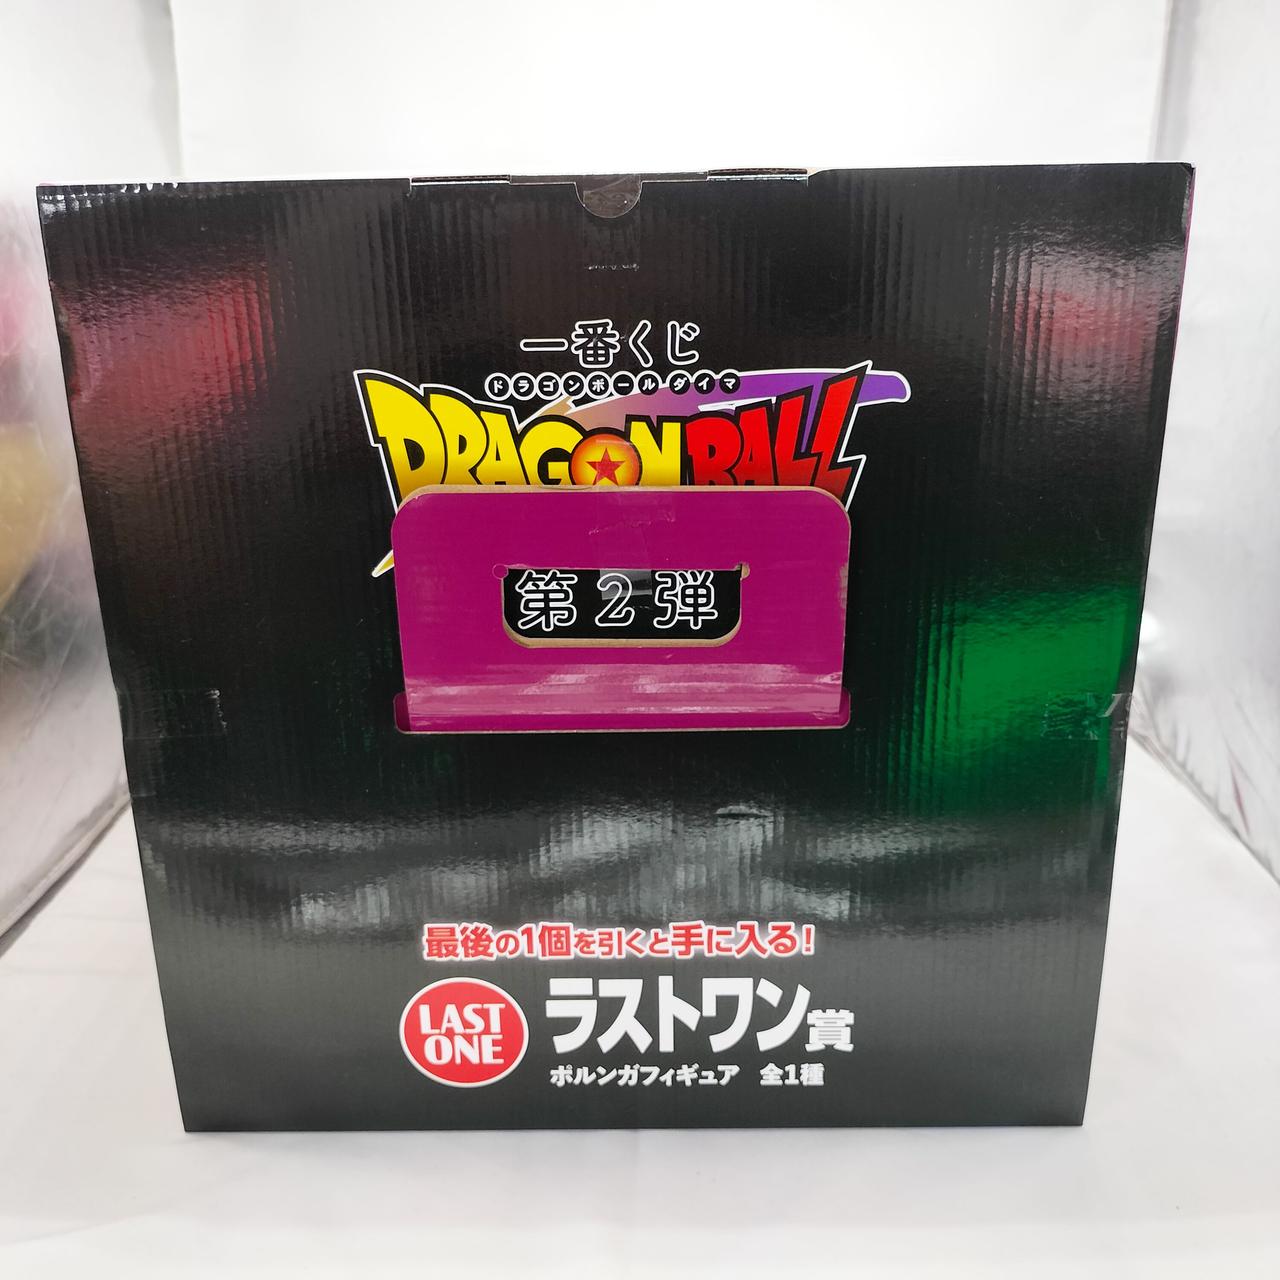 一番くじ
ドラゴンボール ダイマ
DRAGON BALL
第2弾
最後の1個を引くと手に入る!
LAST
ONE
ラストワン賞
ポルンガフィギュア 全1種